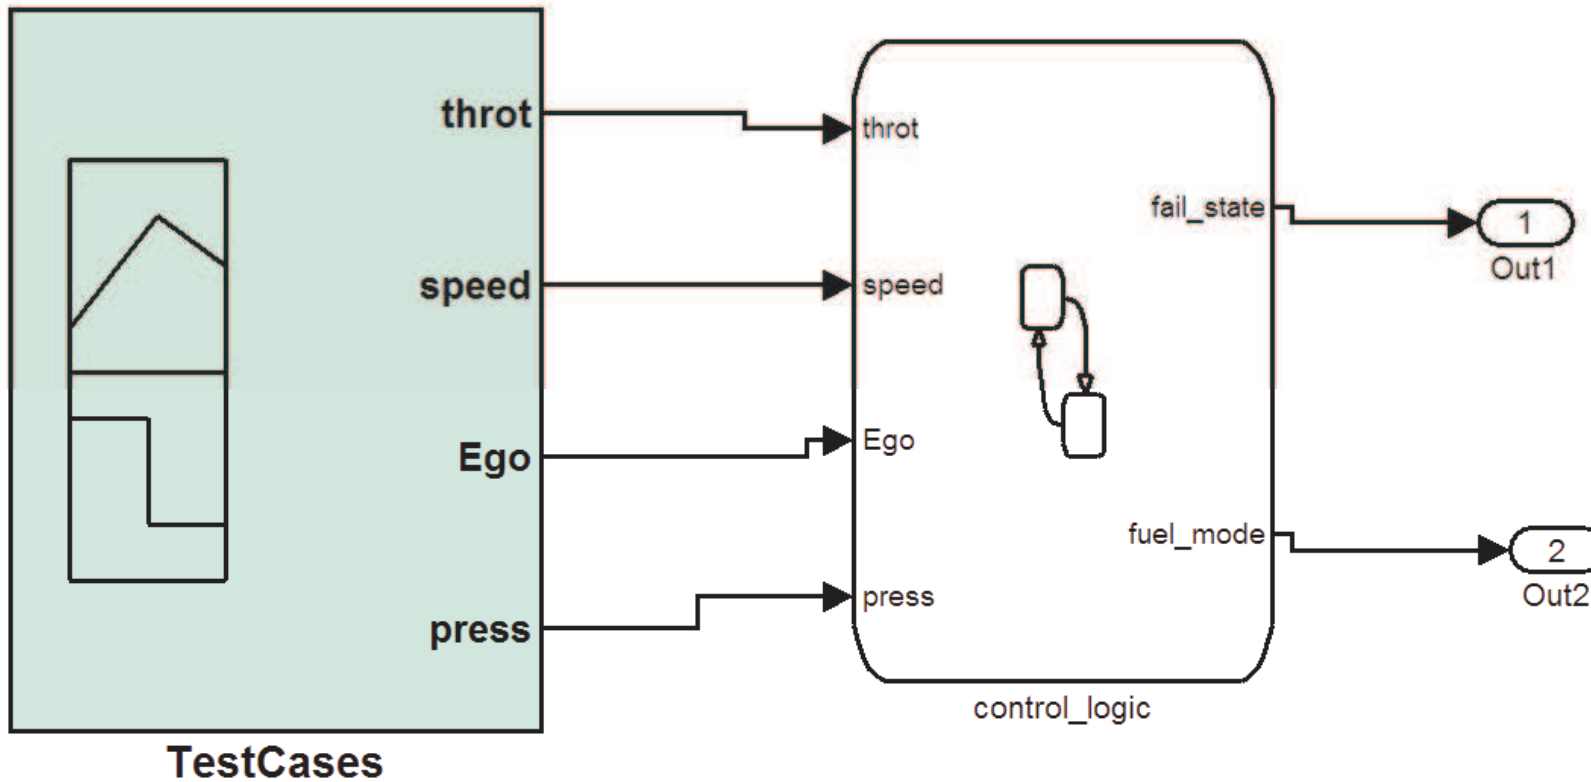 throt
speed
Ego
press
TestCases
throt
speed
Ego
press
fail_state
fuel_mode
control_logic
1
Out1
2
Out2